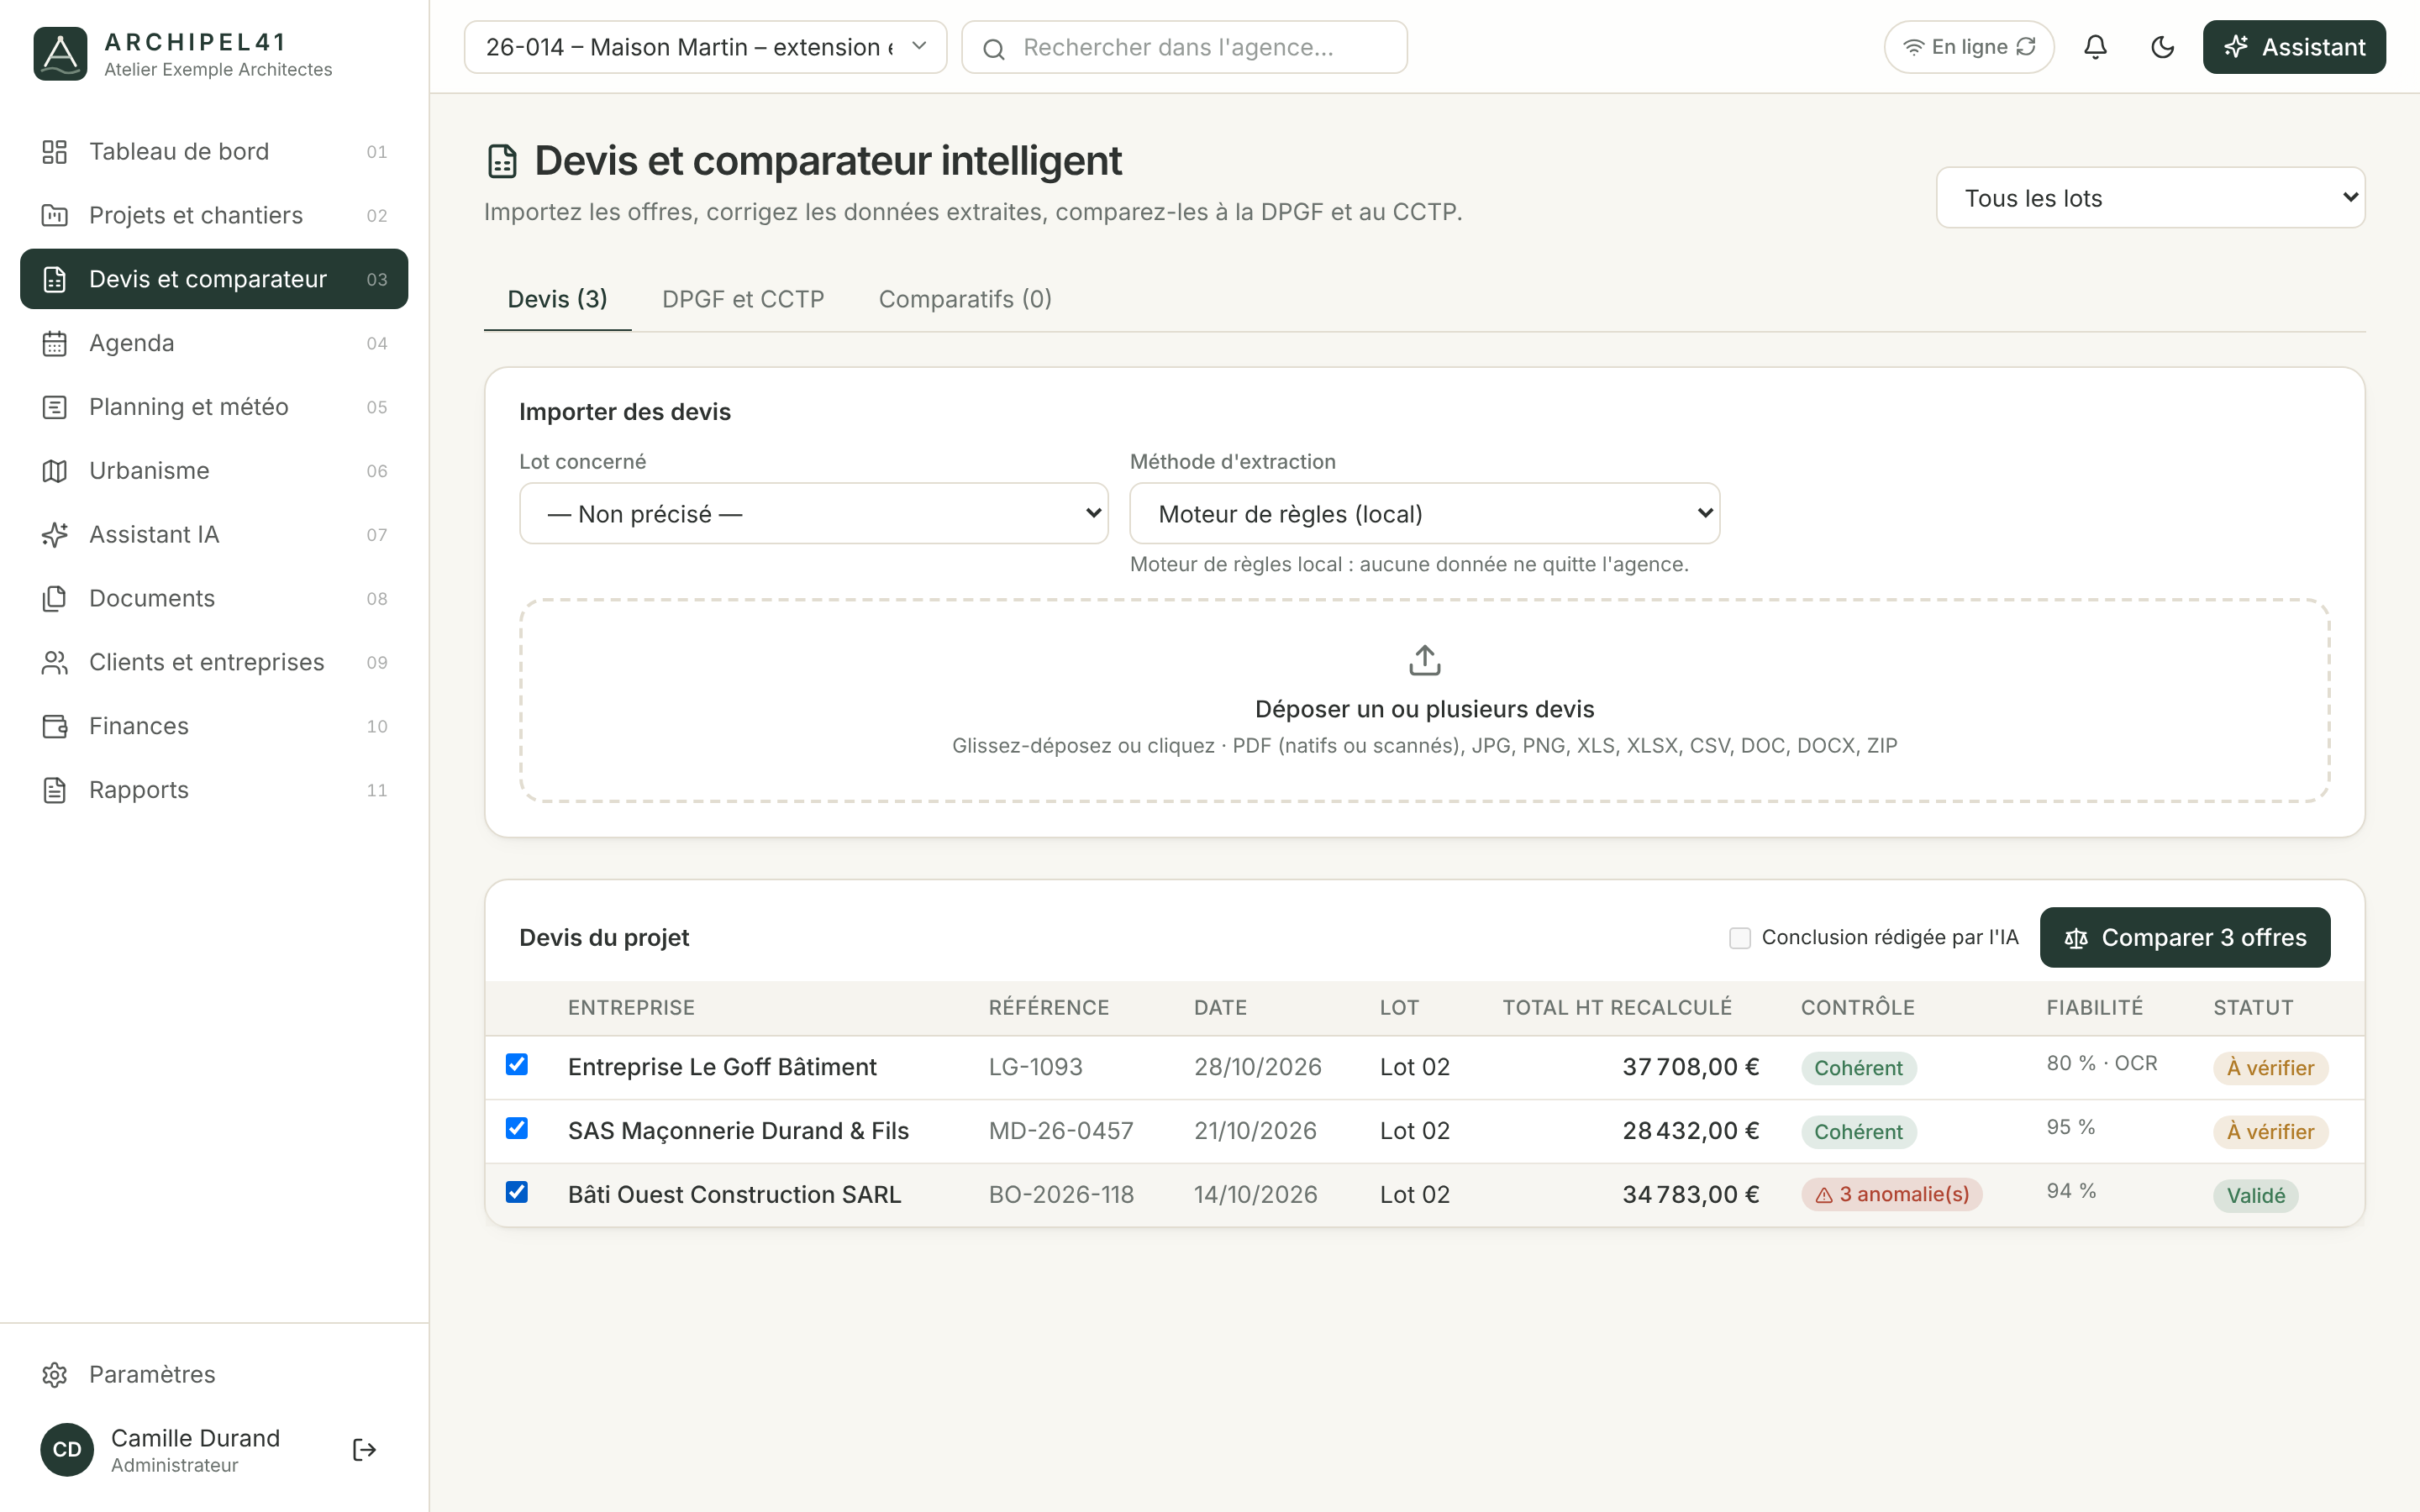 ARCHIPEL41
Atelier Exemple Architectes
Tableau de bord 01
Projets et chantiers 02
Devis et comparateur 03
Agenda 04
Planning et météo 05
Urbanisme 06
Assistant IA 07
Documents 08
Clients et entreprises 09
Finances 10
Rapports 11
Paramètres
CD
Camille Durand
Administrateur
26-014 – Maison Martin – extension
Rechercher dans l'agence...
En ligne
Assistant
Devis et comparateur intelligent
Importez les offres, corrigez les données extraites, comparez-les à la DPGF et au CCTP.
Tous les lots
Devis (3) DPGF et CCTP Comparatifs (0)
Importer des devis
Lot concerné Méthode d'extraction
— Non précisé — Moteur de règles (local)
Moteur de règles local : aucune donnée ne quitte l'agence.
Déposer un ou plusieurs devis
Glissez-déposez ou cliquez · PDF (natifs ou scannés), JPG, PNG, XLS, XLSX, CSV, DOC, DOCX, ZIP
Devis du projet
Conclusion rédigée par l'IA
Comparer 3 offres
ENTREPRISE RÉFÉRENCE DATE LOT TOTAL HT RECALCULÉ CONTRÔLE FIABILITÉ STATUT
Entreprise Le Goff Bâtiment LG-1093 28/10/2026 Lot 02 37 708,00 € Cohérent 80 % · OCR À vérifier
SAS Maçonnerie Durand & Fils MD-26-0457 21/10/2026 Lot 02 28 432,00 € Cohérent 95 % À vérifier
Bâti Ouest Construction SARL BO-2026-118 14/10/2026 Lot 02 34 783,00 € 3 anomalie(s) 94 % Validé